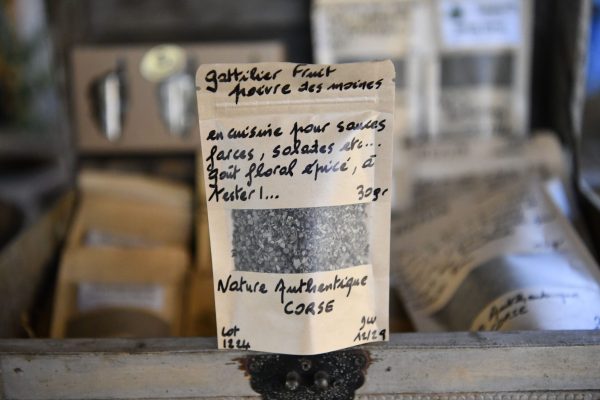 gattilier Fruit
poivre des moines
en cuisine pour sauces
farces, salades etc...
goût floral épicé, à
tester !...
30gr
Nature Authentique
CORSE
Lot
1224
12/29
Authentique